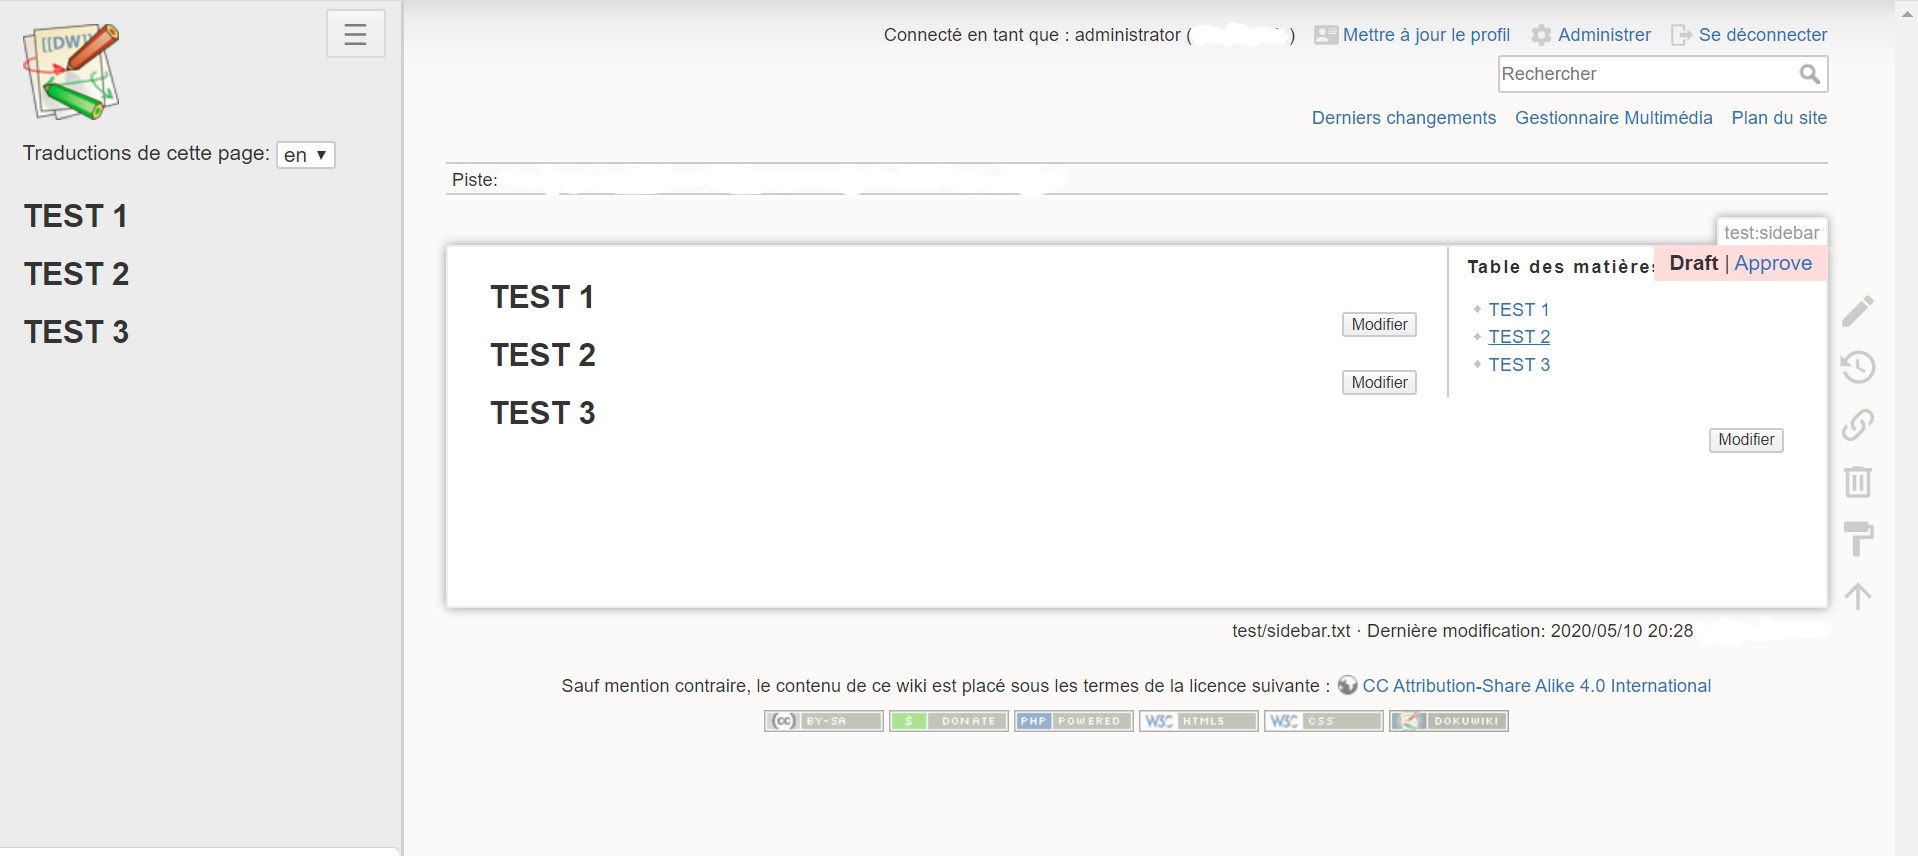 [[DW]]
☰
Traductions de cette page: en ▼
TEST 1
TEST 2
TEST 3
Connecté en tant que : administrator ( ) Mettre à jour le profil Administrer Se déconnecter
Rechercher
Derniers changements Gestionnaire Multimédia Plan du site
Piste:
test:sidebar
Draft | Approve
Table des matières
TEST 1
TEST 2
TEST 3
TEST 1
Modifier
TEST 2
Modifier
TEST 3
Modifier
test/sidebar.txt · Dernière modification: 2020/05/10 20:28
Sauf mention contraire, le contenu de ce wiki est placé sous les termes de la licence suivante : CC Attribution-Share Alike 4.0 International
(cc) BY-SA $ DONATE PHP POWERED W3C HTML5 W3C CSS DOKUWIKI